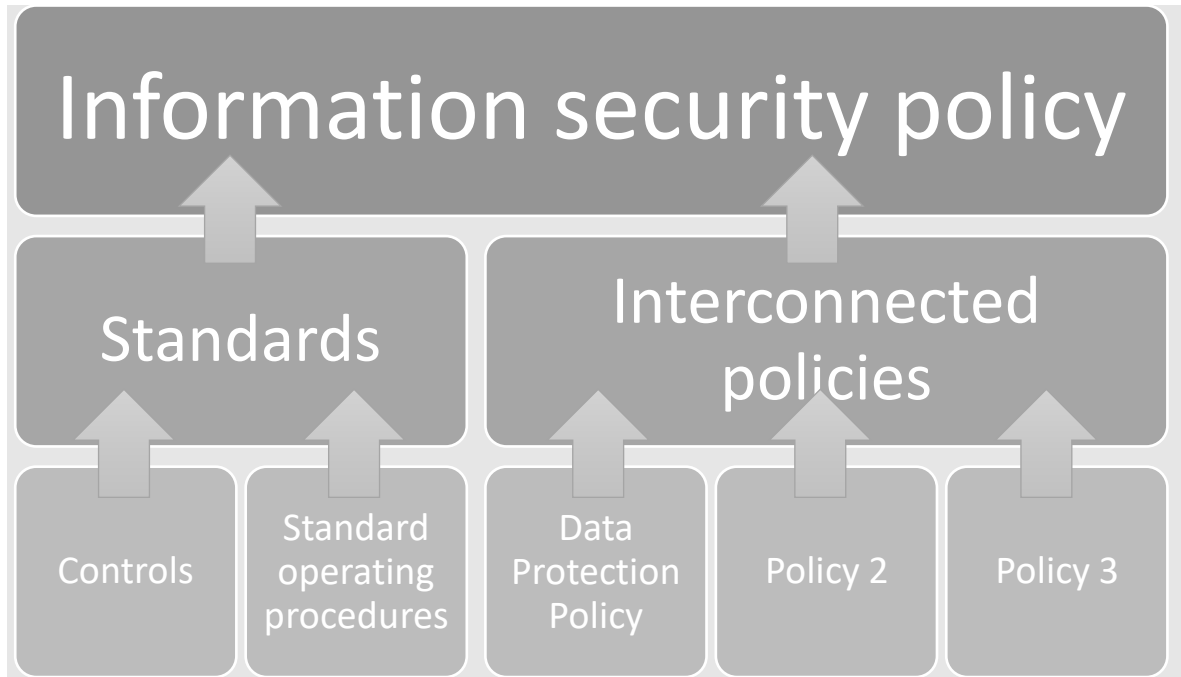 Information security policy
Standards
Interconnected
policies
Controls
Standard
operating
procedures
Data
Protection
Policy
Policy 2
Policy 3